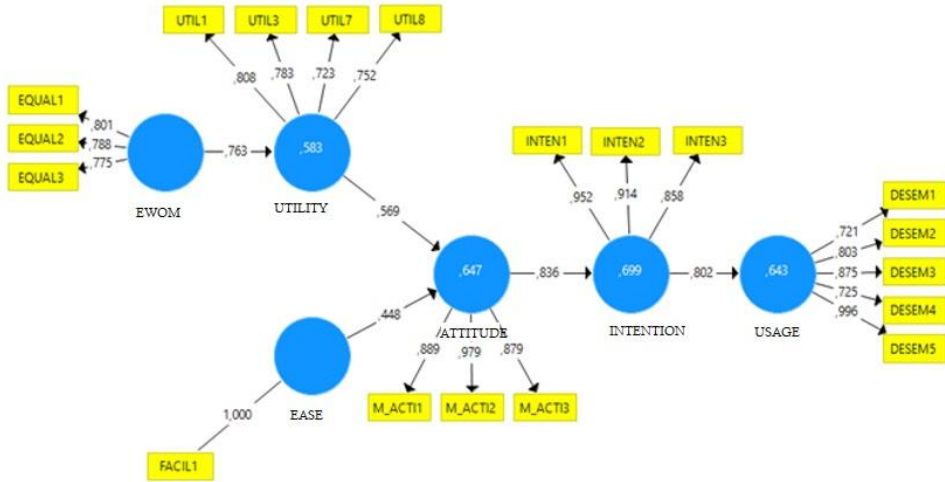 UTIL1
UTIL3
UTIL7
UTIL8
,808
,783
,723
,752
EQUAL1
EQUAL2
EQUAL3
,801
,788
,775
,763
,583
EWOM
UTILITY
INTEN1
INTEN2
INTEN3
,952
,914
,858
,569
DESEM1
DESEM2
DESEM3
DESEM4
DESEM5
,721
,803
,875
,725
,996
,647
,836
,699
,802
,643
,448
ATTITUDE
INTENTION
USAGE
,889
,979
,879
EASE
M_ACTI1
M_ACTI2
M_ACTI3
1,000
FACIL1